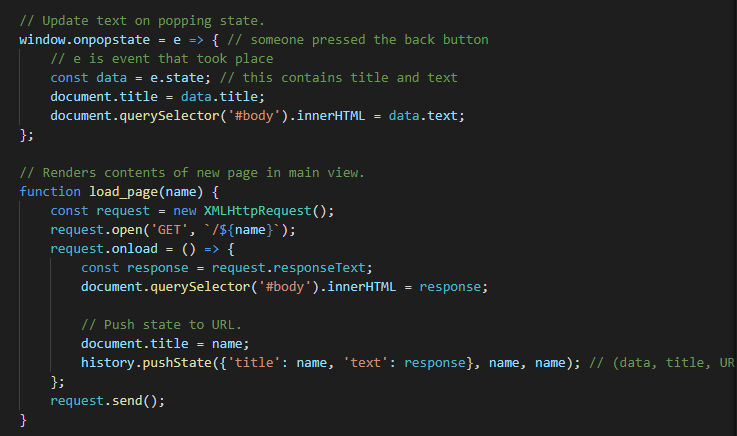 // Update text on popping state.
window.onpopstate = e => { // someone pressed the back button
    // e is event that took place
    const data = e.state; // this contains title and text
    document.title = data.title;
    document.querySelector('#body').innerHTML = data.text;
};

// Renders contents of new page in main view.
function load_page(name) {
    const request = new XMLHttpRequest();
    request.open('GET', `/${name}`);
    request.onload = () => {
        const response = request.responseText;
        document.querySelector('#body').innerHTML = response;

        // Push state to URL.
        document.title = name;
        history.pushState({'title': name, 'text': response}, name, name); // (data, title, UR
    };
    request.send();
}